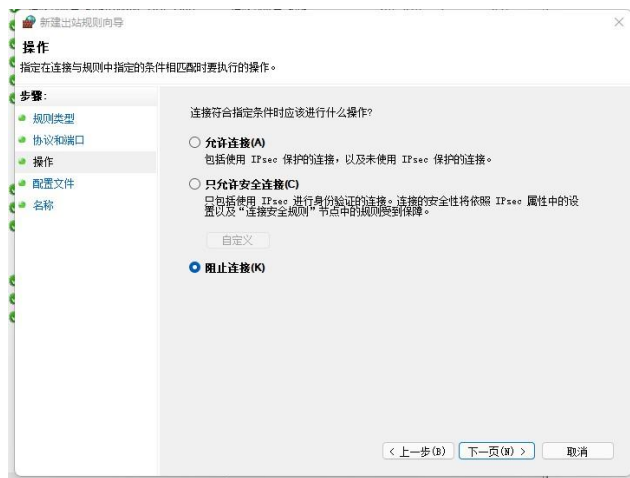 新建出站规则向导
操作
指定在连接与规则中指定的条件相匹配时要执行的操作。
步骤:
规则类型
协议和端口
操作
配置文件
名称
连接符合指定条件时应该进行什么操作?
允许连接(A)
包括使用 IPsec 保护的连接，以及未使用 IPsec 保护的连接。
只允许安全连接(C)
只包括使用 IPsec 进行身份验证的连接。连接的安全性将依照 IPsec 属性中的设
置以及“连接安全规则”节点中的规则受到保障。
自定义
阻止连接(K)
< 上一步(B)
下一页(N) >
取消